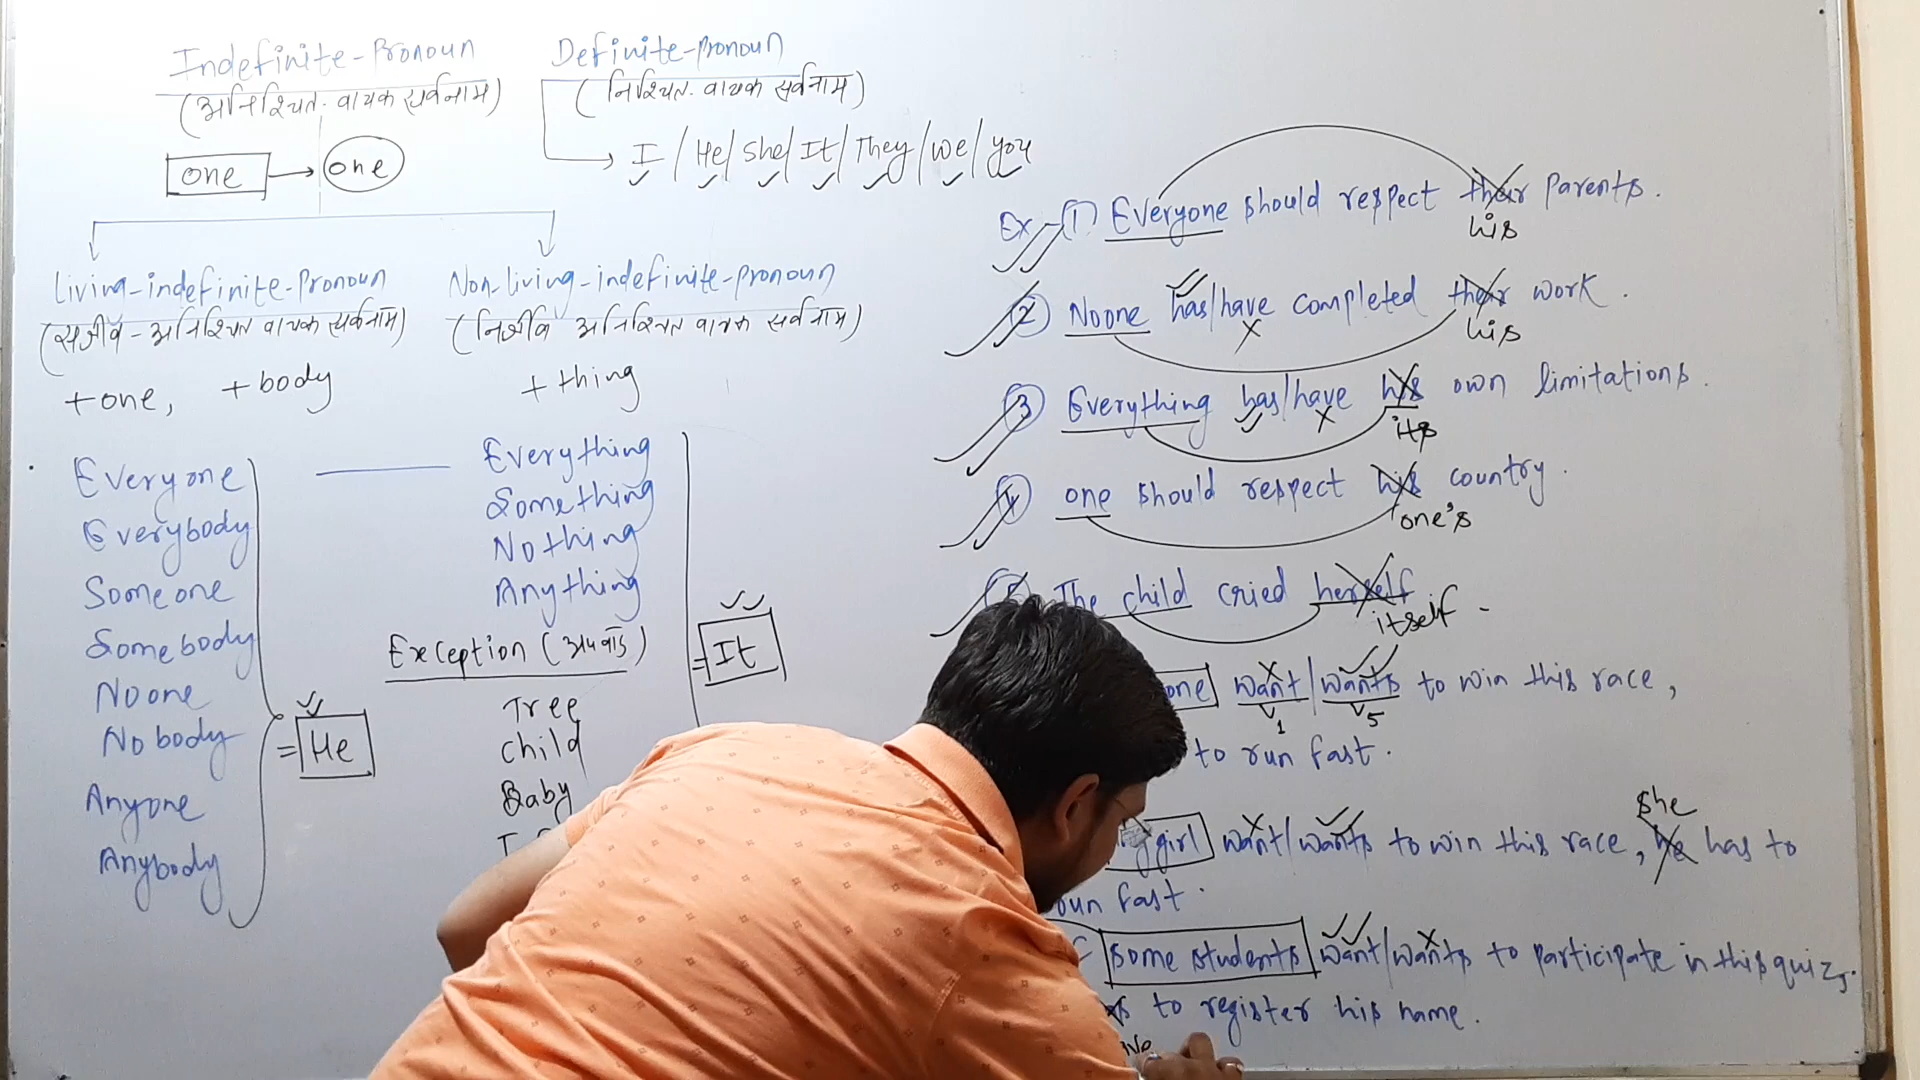 Indefinite-Pronoun
(अनिश्चित-वाचक सर्वनाम)
one → one
Definite-Pronoun
(निश्चित-वाचक सर्वनाम)
I / He / She / It / They / we / you
Living-indefinite-Pronoun
(सजीव-अनिश्चित वाचक सर्वनाम)
+one, +body
Everyone
Everybody
Someone
Somebody
Noone
Nobody
Anyone
Anybody
= He
Non-living-indefinite-Pronoun
(निर्जीव अनिश्चित वाचक सर्वनाम)
+ thing
Everything
Something
Nothing
Anything
= It
Exception (अपवाद)
Tree
Child
Baby
Ex-(1) Everyone should respect their Parents.
his
(2) Noone has/have completed their work.
his
(3) Everything has/have his own limitations.
its
(4) one should respect his country.
one's
The child cried herself
itself
one want/wants to win this race,
V1 V5
to run fast.
she
girl want/wants to win this race, he has to
run fast.
some students want/wants to participate in this quiz,
to register his name.